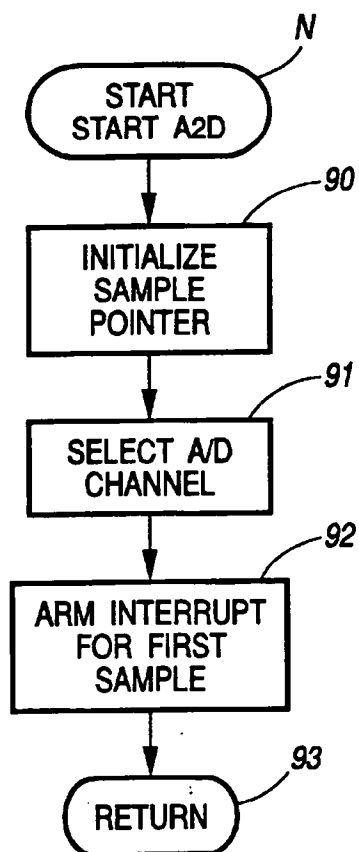 N
START
START A2D
90
INITIALIZE
SAMPLE
POINTER
91
SELECT A/D
CHANNEL
92
ARM INTERRUPT
FOR FIRST
SAMPLE
93
RETURN